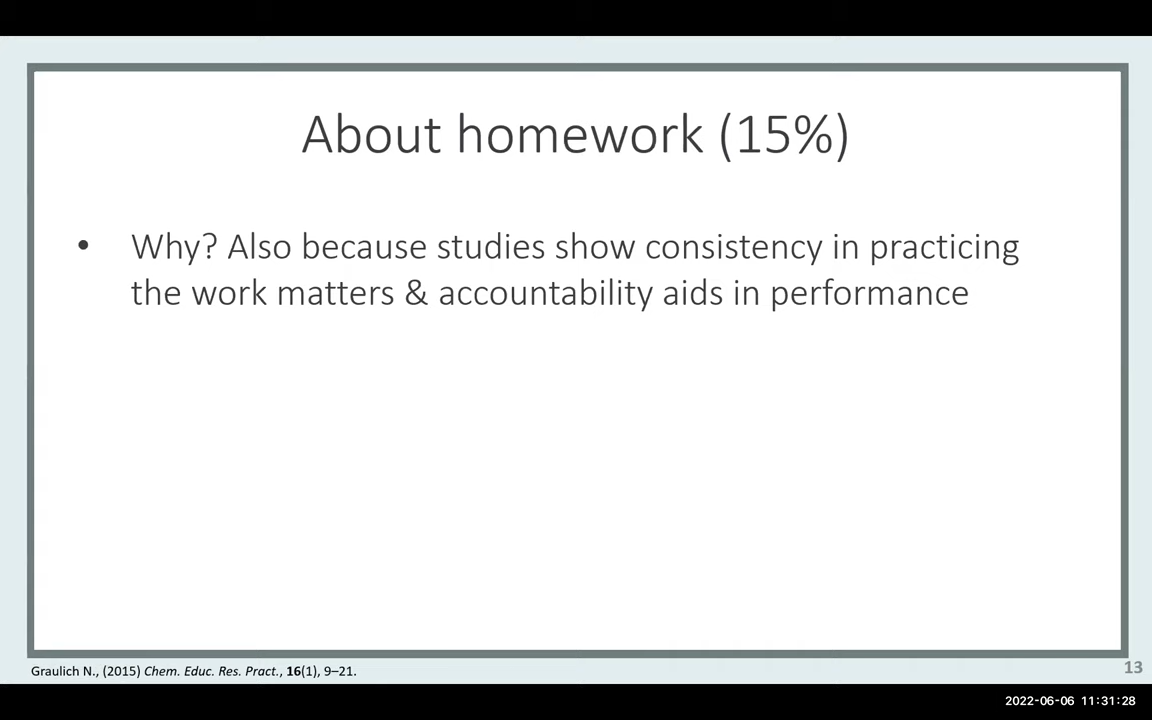 About homework (15%)
• Why? Also because studies show consistency in practicing
the work matters & accountability aids in performance
Graulich N., (2015) Chem. Educ. Res. Pract., 16(1), 9–21.
13
2022-06-06 11:31:28